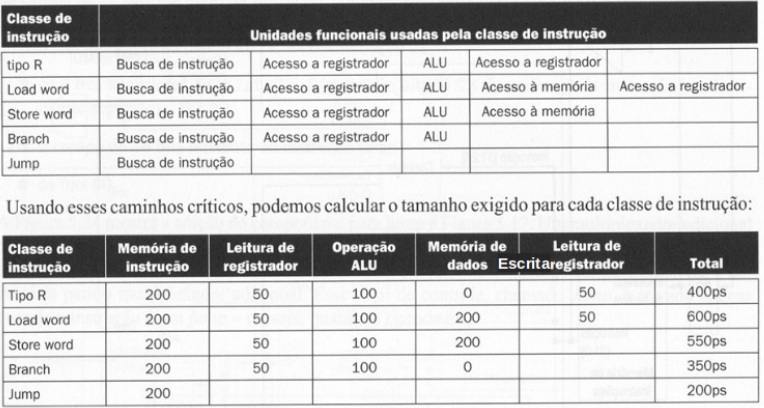 Classe de instrução Unidades funcionais usadas pela classe de instrução
tipo R Busca de instrução Acesso a registrador ALU Acesso a registrador
Load word Busca de instrução Acesso a registrador ALU Acesso à memória Acesso a registrador
Store word Busca de instrução Acesso a registrador ALU Acesso à memória
Branch Busca de instrução Acesso a registrador ALU
Jump Busca de instrução
Usando esses caminhos críticos, podemos calcular o tamanho exigido para cada classe de instrução:
Classe de Memória de Leitura de Operação Memória de Leitura de
instrução instrução registrador ALU dados Escritaregistrador Total
Tipo R 200 50 100 0 50 400ps
Load word 200 50 100 200 50 600ps
Store word 200 50 100 200 550ps
Branch 200 50 100 0 350ps
Jump 200 200ps